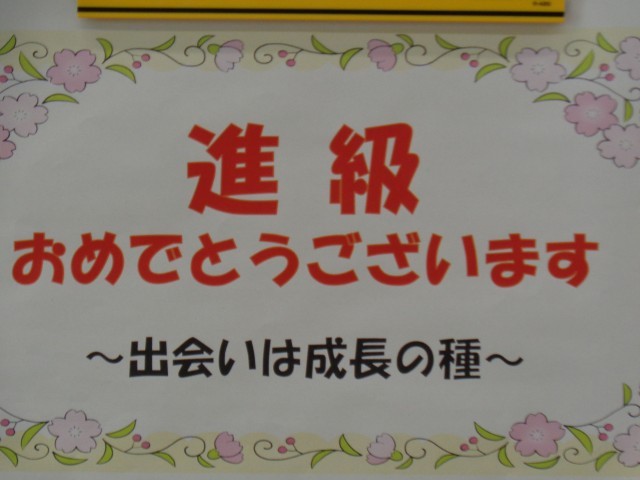 進級
おめでとうございます
～出会いは成長の種～